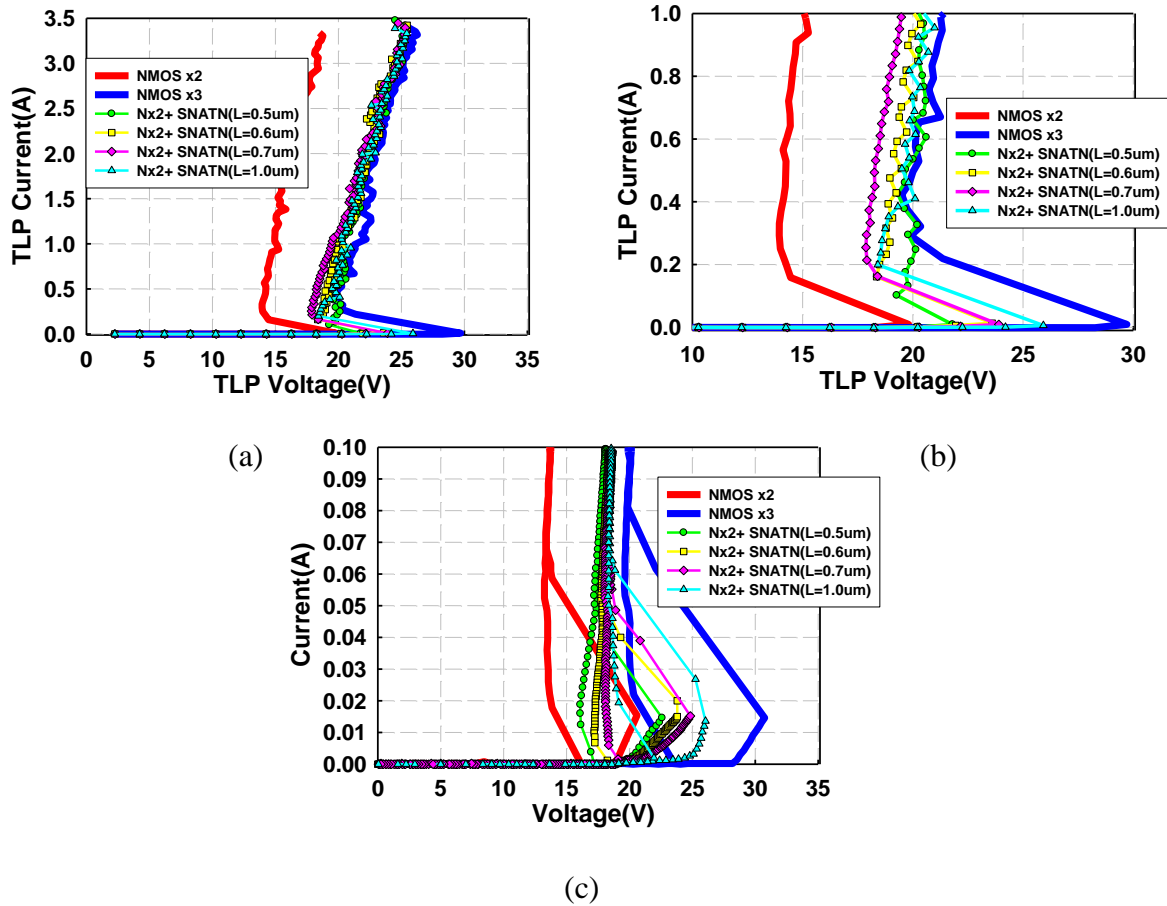 3.5
3.0
2.5
2.0
1.5
1.0
0.5
0.0
TLP Current(A)
NMOS x2
NMOS x3
Nx2+ SNATN(L=0.5um)
Nx2+ SNATN(L=0.6um)
Nx2+ SNATN(L=0.7um)
Nx2+ SNATN(L=1.0um)
0 5 10 15 20 25 30 35
TLP Voltage(V)
(a)
1.0
0.8
0.6
0.4
0.2
0.0
TLP Current(A)
NMOS x2
NMOS x3
Nx2+ SNATN(L=0.5um)
Nx2+ SNATN(L=0.6um)
Nx2+ SNATN(L=0.7um)
Nx2+ SNATN(L=1.0um)
10 15 20 25 30
TLP Voltage(V)
(b)
0.10
0.09
0.08
0.07
0.06
0.05
0.04
0.03
0.02
0.01
0.00
Current(A)
NMOS x2
NMOS x3
Nx2+ SNATN(L=0.5um)
Nx2+ SNATN(L=0.6um)
Nx2+ SNATN(L=0.7um)
Nx2+ SNATN(L=1.0um)
0 5 10 15 20 25 30 35
Voltage(V)
(c)